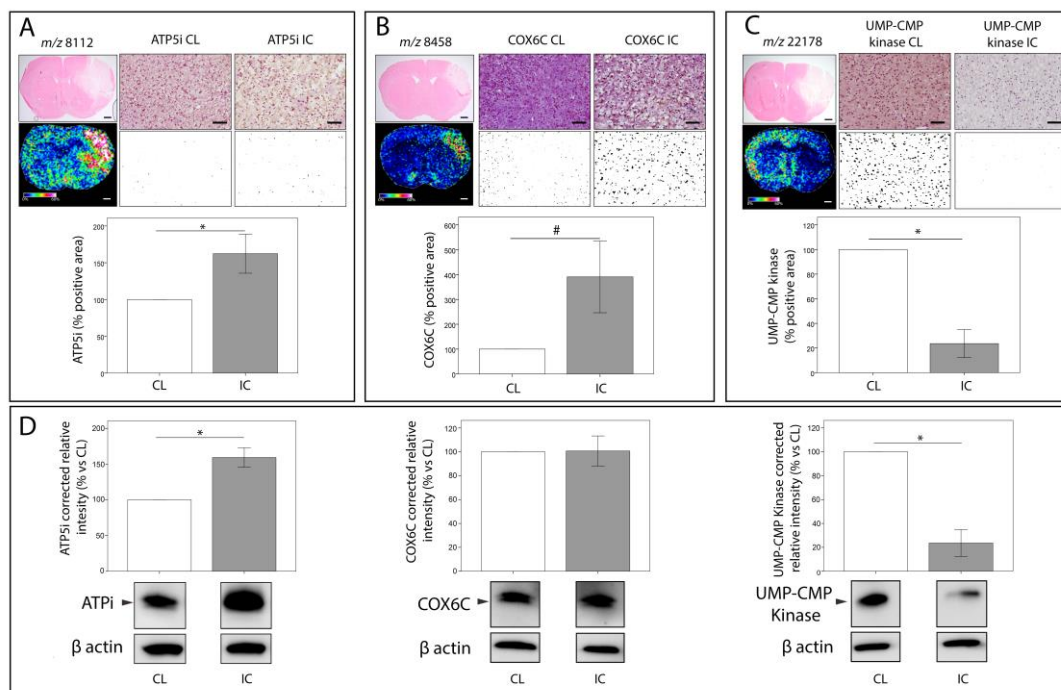 A
m/z 8112
ATP5i CL
ATP5i IC
0%
ATP5i (% positive area)
200
150
100
50
0
*
CL
IC
B
m/z 8458
COX6C CL
COX6C IC
0%
COX6C (% positive area)
600
500
400
300
200
100
0
#
CL
IC
C
m/z 22178
UMP-CMP
kinase CL
UMP-CMP
kinase IC
0%
UMP-CMP kinase
(% positive area)
120
100
80
60
40
20
0
*
CL
IC
D
ATP5i corrected relative
intesity (% vs CL)
200
150
100
50
0
*
ATPi
β actin
CL
IC
COX6C corrected relative
intensity (% vs CL)
120
100
80
60
40
20
0
COX6C
β actin
CL
IC
UMP-CMP Kinase corrected
relative intensity (% vs CL)
120
100
80
60
40
20
0
*
UMP-CMP
Kinase
β actin
CL
IC